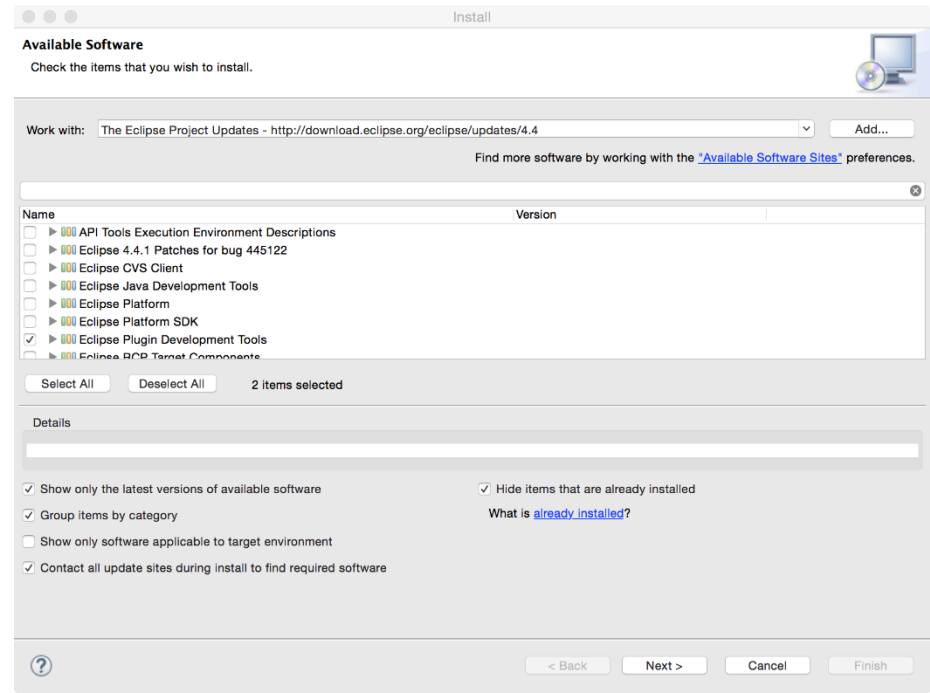 Install
Available Software
Check the items that you wish to install.
Work with: The Eclipse Project Updates - http://download.eclipse.org/eclipse/updates/4.4 Add...
Find more software by working with the "Available Software Sites" preferences.
Name Version
API Tools Execution Environment Descriptions
Eclipse 4.4.1 Patches for bug 445122
Eclipse CVS Client
Eclipse Java Development Tools
Eclipse Platform
Eclipse Platform SDK
Eclipse Plugin Development Tools
Eclipse RCP Target Components
Select All Deselect All 2 items selected
Details
Show only the latest versions of available software Hide items that are already installed
Group items by category What is already installed?
Show only software applicable to target environment
Contact all update sites during install to find required software
? < Back Next > Cancel Finish